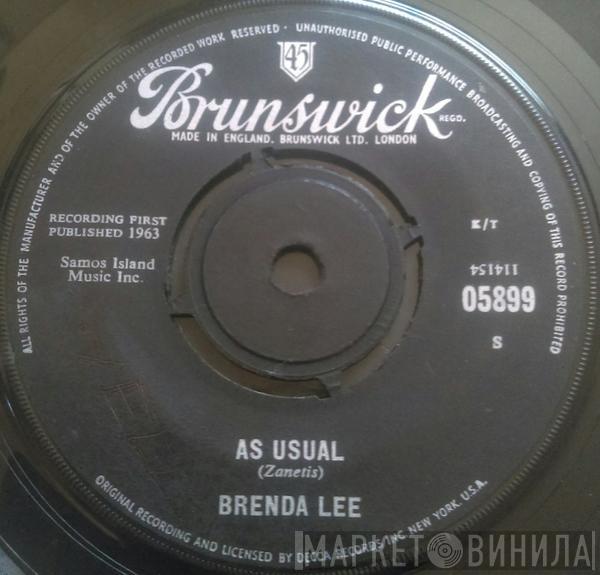 ALL RIGHTS OF THE MANUFACTURER AND OF THE OWNER OF THE RECORDED WORK RESERVED · UNAUTHORISED PUBLIC PERFORMANCE BROADCASTING AND COPYING OF THIS RECORD PROHIBITED
45
Brunswick REGD.
MADE IN ENGLAND. BRUNSWICK LTD. LONDON
RECORDING FIRST
PUBLISHED 1963
Samos Island
Music Inc.
K/T
114154
05899
S
AS USUAL
(Zanetis)
BRENDA LEE
ORIGINAL RECORDING AND LICENSED BY DECCA RECORDS INC NEW YORK. U.S.A.
МАРКЕТ ВИНИЛА